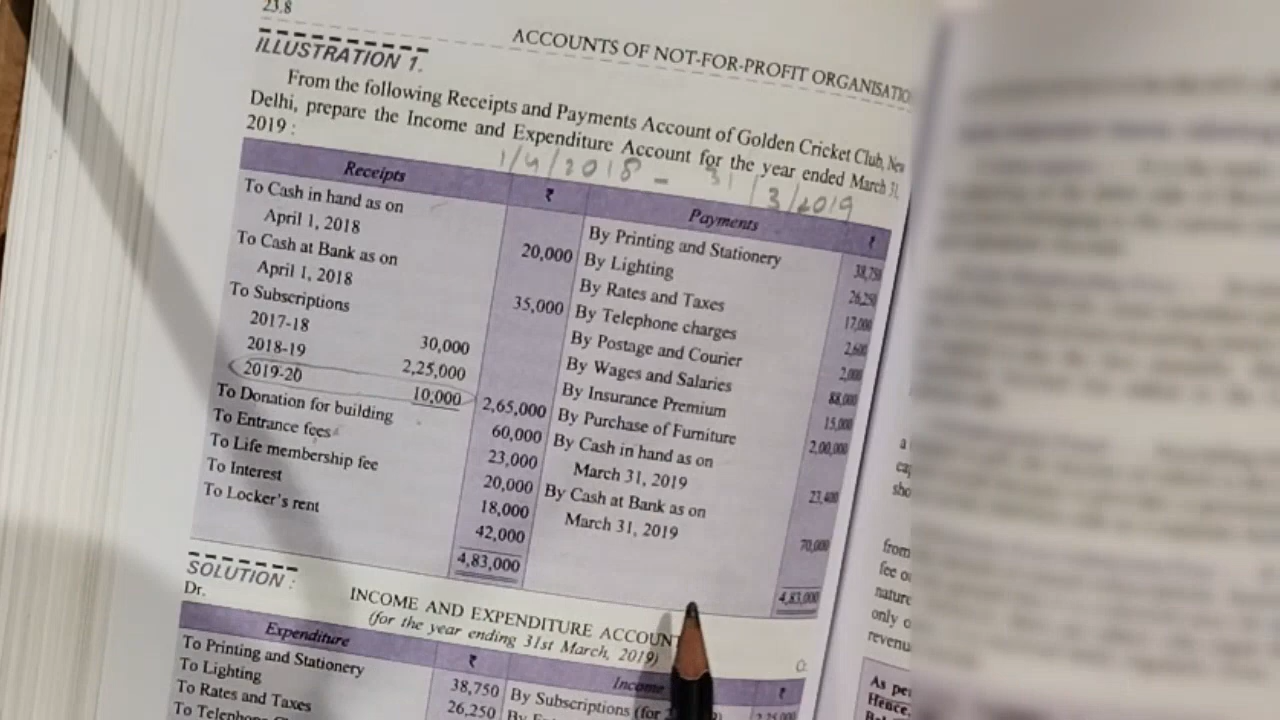 23.8
ACCOUNTS OF NOT-FOR-PROFIT
ILLUSTRATION 1.
From the following Receipts and Payments Account of Golden Cricket Club, New
Delhi, prepare the Income and Expenditure Account for the year ended March 31,
2019 :
1/4/2018 - 31/3/2019
Receipts ₹ Payments ₹
To Cash in hand as on
April 1, 2018 20,000
To Cash at Bank as on
April 1, 2018 35,000
To Subscriptions
2017-18 30,000
2018-19 2,25,000
2019-20 10,000 2,65,000
To Donation for building 60,000
To Entrance fees 23,000
To Life membership fee 20,000
To Interest 18,000
To Locker's rent 42,000
4,83,000
By Printing and Stationery 38,750
By Lighting 26,250
By Rates and Taxes 17,000
By Telephone charges 2,600
By Postage and Courier 2,000
By Wages and Salaries 88,000
By Insurance Premium 15,000
By Purchase of Furniture 2,00,000
By Cash in hand as on
March 31, 2019 23,400
By Cash at Bank as on
March 31, 2019 70,000
4,83,000
SOLUTION :
INCOME AND EXPENDITURE ACCOUNT
(for the year ending 31st March, 2019)
Dr.
Expenditure ₹ Income ₹
To Printing and Stationery 38,750
To Lighting 26,250
To Rates and Taxes
By Subscriptions (for 2,25,000
from
fee
nature
only
As
Hence,